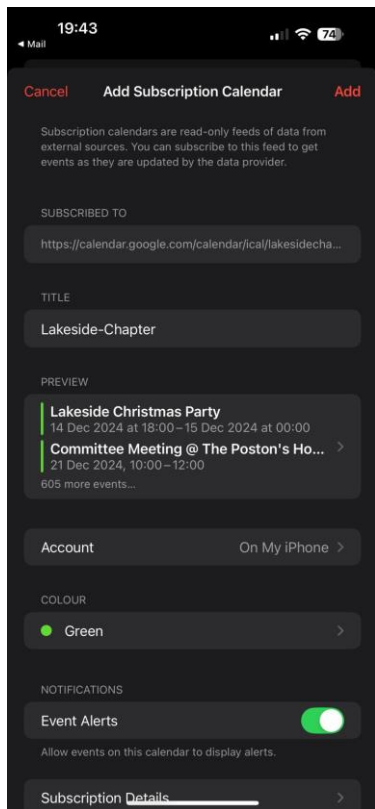 19:43
74
Mail
Cancel
Add Subscription Calendar
Add
Subscription calendars are read-only feeds of data from
external sources. You can subscribe to this feed to get
events as they are updated by the data provider.
SUBSCRIBED TO
https://calendar.google.com/calendar/ical/lakesidecha...
TITLE
Lakeside-Chapter
PREVIEW
Lakeside Christmas Party
14 Dec 2024 at 18:00–15 Dec 2024 at 00:00
Committee Meeting @ The Poston's Ho...
21 Dec 2024, 10:00–12:00
605 more events...
Account
On My iPhone
COLOUR
Green
NOTIFICATIONS
Event Alerts
Allow events on this calendar to display alerts.
Subscription Details